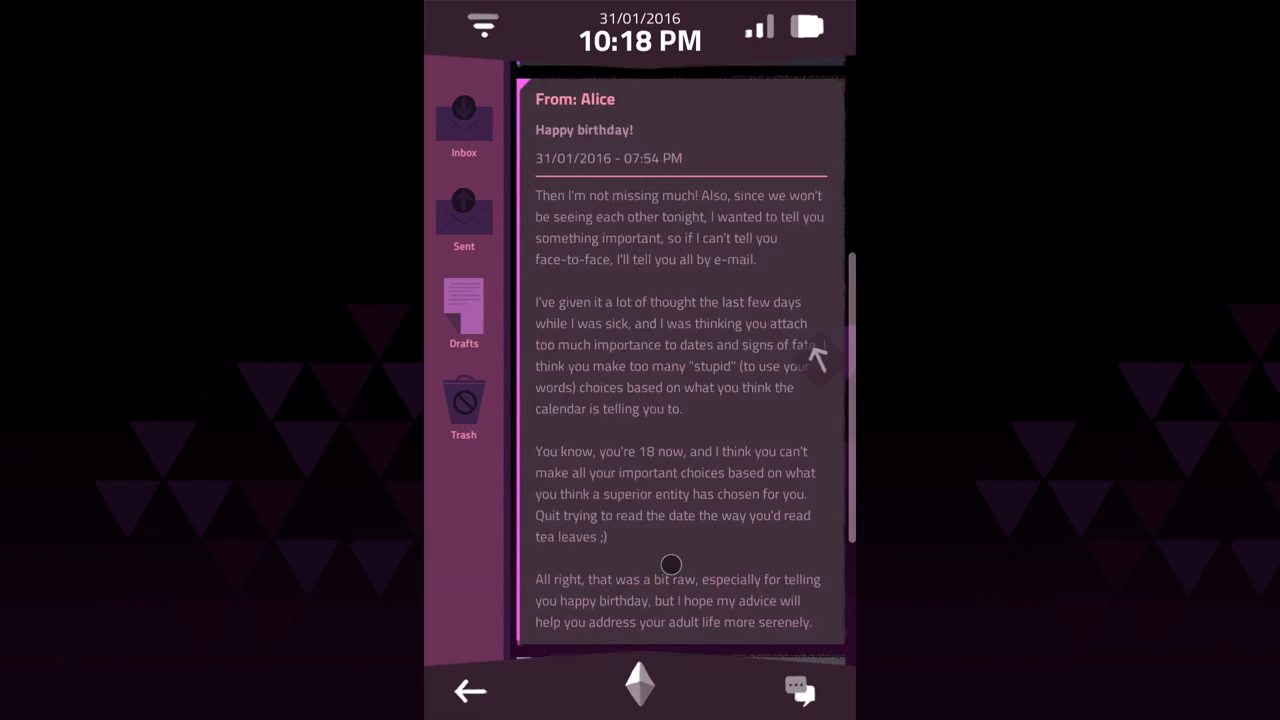 31/01/2016
10:18 PM
Inbox
Sent
Drafts
Trash
From: Alice
Happy birthday!
31/01/2016 - 07:54 PM
Then I'm not missing much! Also, since we won't
be seeing each other tonight, I wanted to tell you
something important, so if I can't tell you
face-to-face, I'll tell you all by e-mail.
I've given it a lot of thought the last few days
while I was sick, and I was thinking you attach
too much importance to dates and signs of fate. I
think you make too many "stupid" (to use your
words) choices based on what you think the
calendar is telling you to.
You know, you're 18 now, and I think you can't
make all your important choices based on what
you think a superior entity has chosen for you.
Quit trying to read the date the way you'd read
tea leaves ;)
All right, that was a bit raw, especially for telling
you happy birthday, but I hope my advice will
help you address your adult life more serenely.